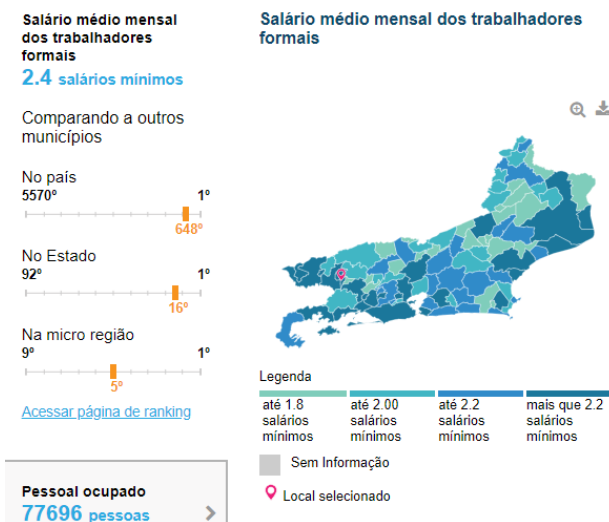 Salário médio mensal
dos trabalhadores
formais
2.4 salários mínimos
Comparando a outros
municípios
No país
5570º 1º
648º
No Estado
92º 1º
16º
Na micro região
9º 1º
5º
Acessar página de ranking
Pessoal ocupado
77696 pessoas
Salário médio mensal dos trabalhadores
formais
Legenda
até 1.8
salários
mínimos
até 2.00
salários
mínimos
até 2.2
salários
mínimos
mais que 2.2
salários
mínimos
Sem Informação
Local selecionado